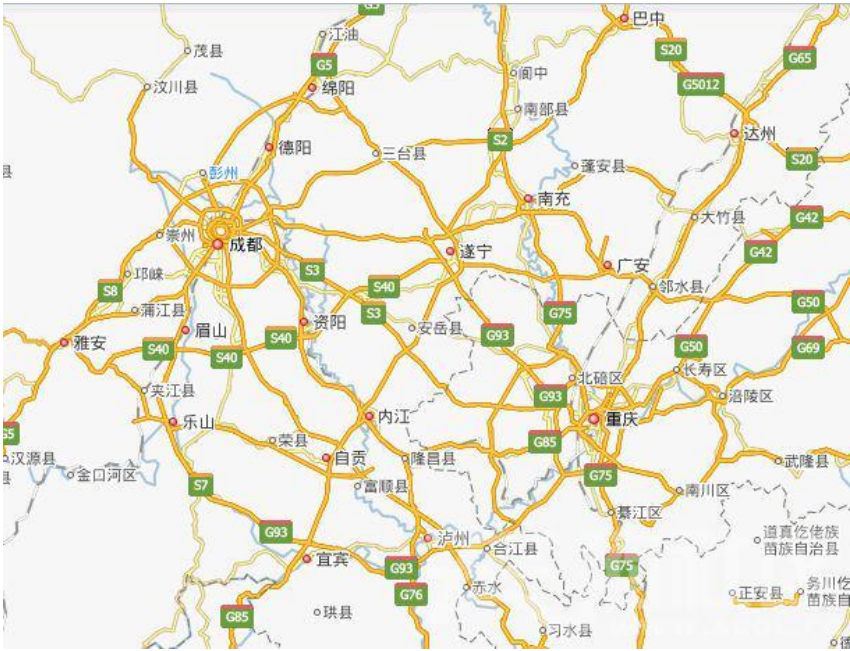 G5
巴中
江油
S20
茂县
G65
G5
阆中
G5012
汶川县
绵阳
南部县
达州
S2
德阳
三台县
S20
蓬安县
县
彭州
南充
大竹县
G42
崇州
成都
遂宁
G42
广安
邛崃
S3
S40
邻水县
S8
G50
蒲江县
S3
G75
资阳
安岳县
眉山
G93
S40
雅安
S40
S40
G50
G69
长寿区
北碚区
夹江县
G93
涪陵区
内江
重庆
乐山
G5
荣县
G85
汉源县
自贡
隆昌县
武隆县
金口河区
G75
县
S7
富顺县
南川区
綦江区
G93
道真仡佬族
苗族自治县
泸州
合江县
宜宾
G93
G75
务川仡
苗族自
赤水
G76
正安县
珙县
G85
习水县
德